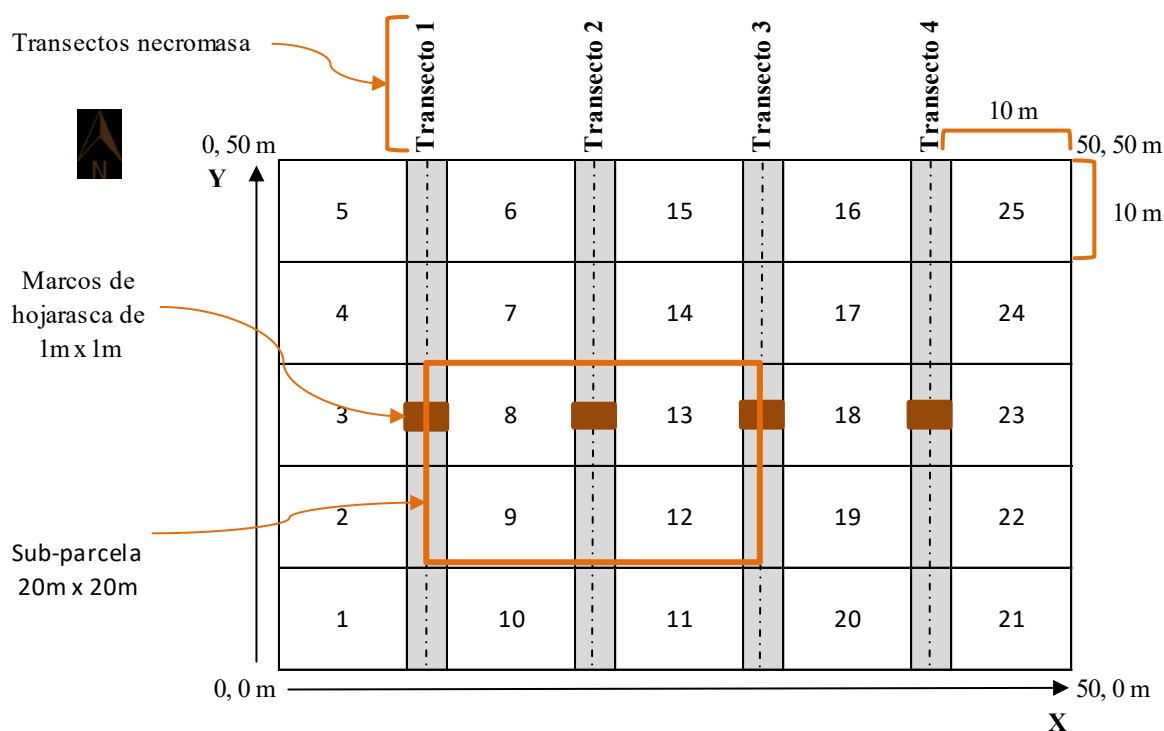 Transectos necromasa
Transecto 1
Transecto 2
Transecto 3
Transecto 4
10 m
0, 50 m
50, 50 m
N
Y
5 6 15 16 25
10 m
Marcos de
hojarasca de
1m x 1m
4 7 14 17 24
3 8 13 18 23
2 9 12 19 22
Sub-parcela
20m x 20m
1 10 11 20 21
0, 0 m
50, 0 m
X